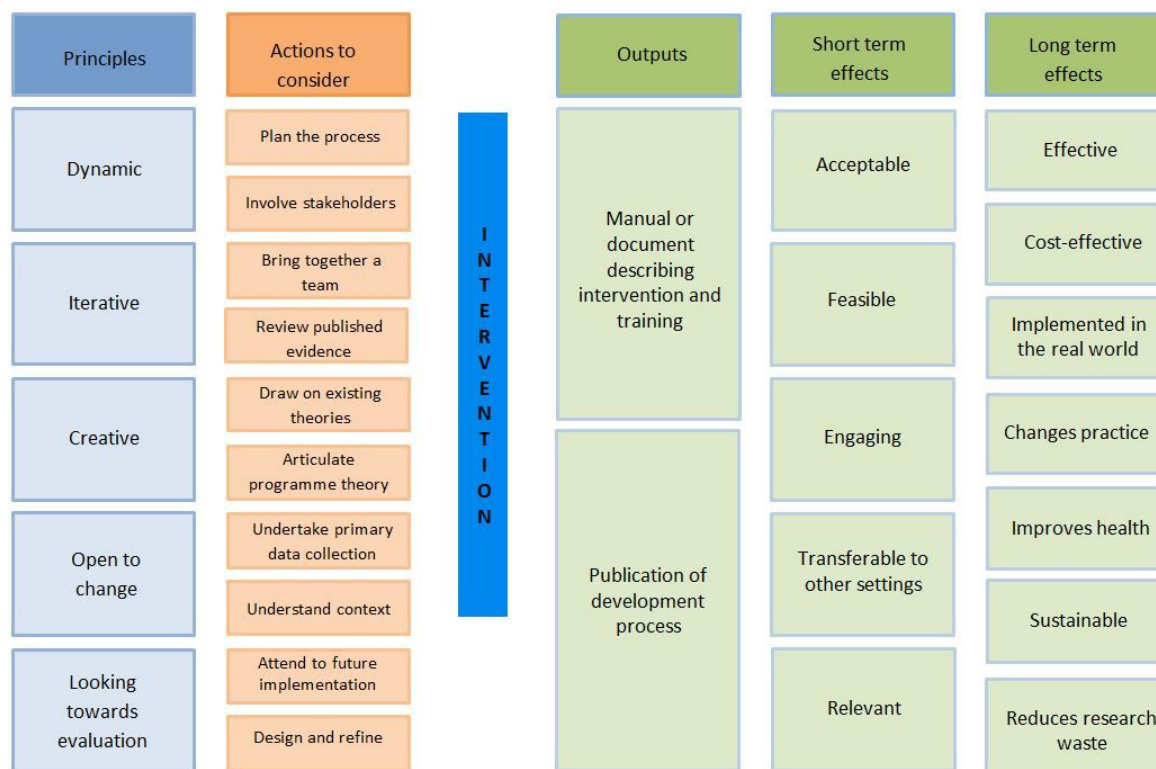 Principles
Dynamic
Iterative
Creative
Open to
change
Looking
towards
evaluation
Actions to
consider
Plan the process
Involve stakeholders
Bring together a
team
Review published
evidence
Draw on existing
theories
Articulate
programme theory
Undertake primary
data collection
Understand context
Attend to future
implementation
Design and refine
INTERVENTION
Outputs
Manual or
document
describing
intervention and
training
Publication of
development
process
Short term
effects
Acceptable
Feasible
Engaging
Transferable to
other settings
Relevant
Long term
effects
Effective
Cost-effective
Implemented in
the real world
Changes practice
Improves health
Sustainable
Reduces research
waste